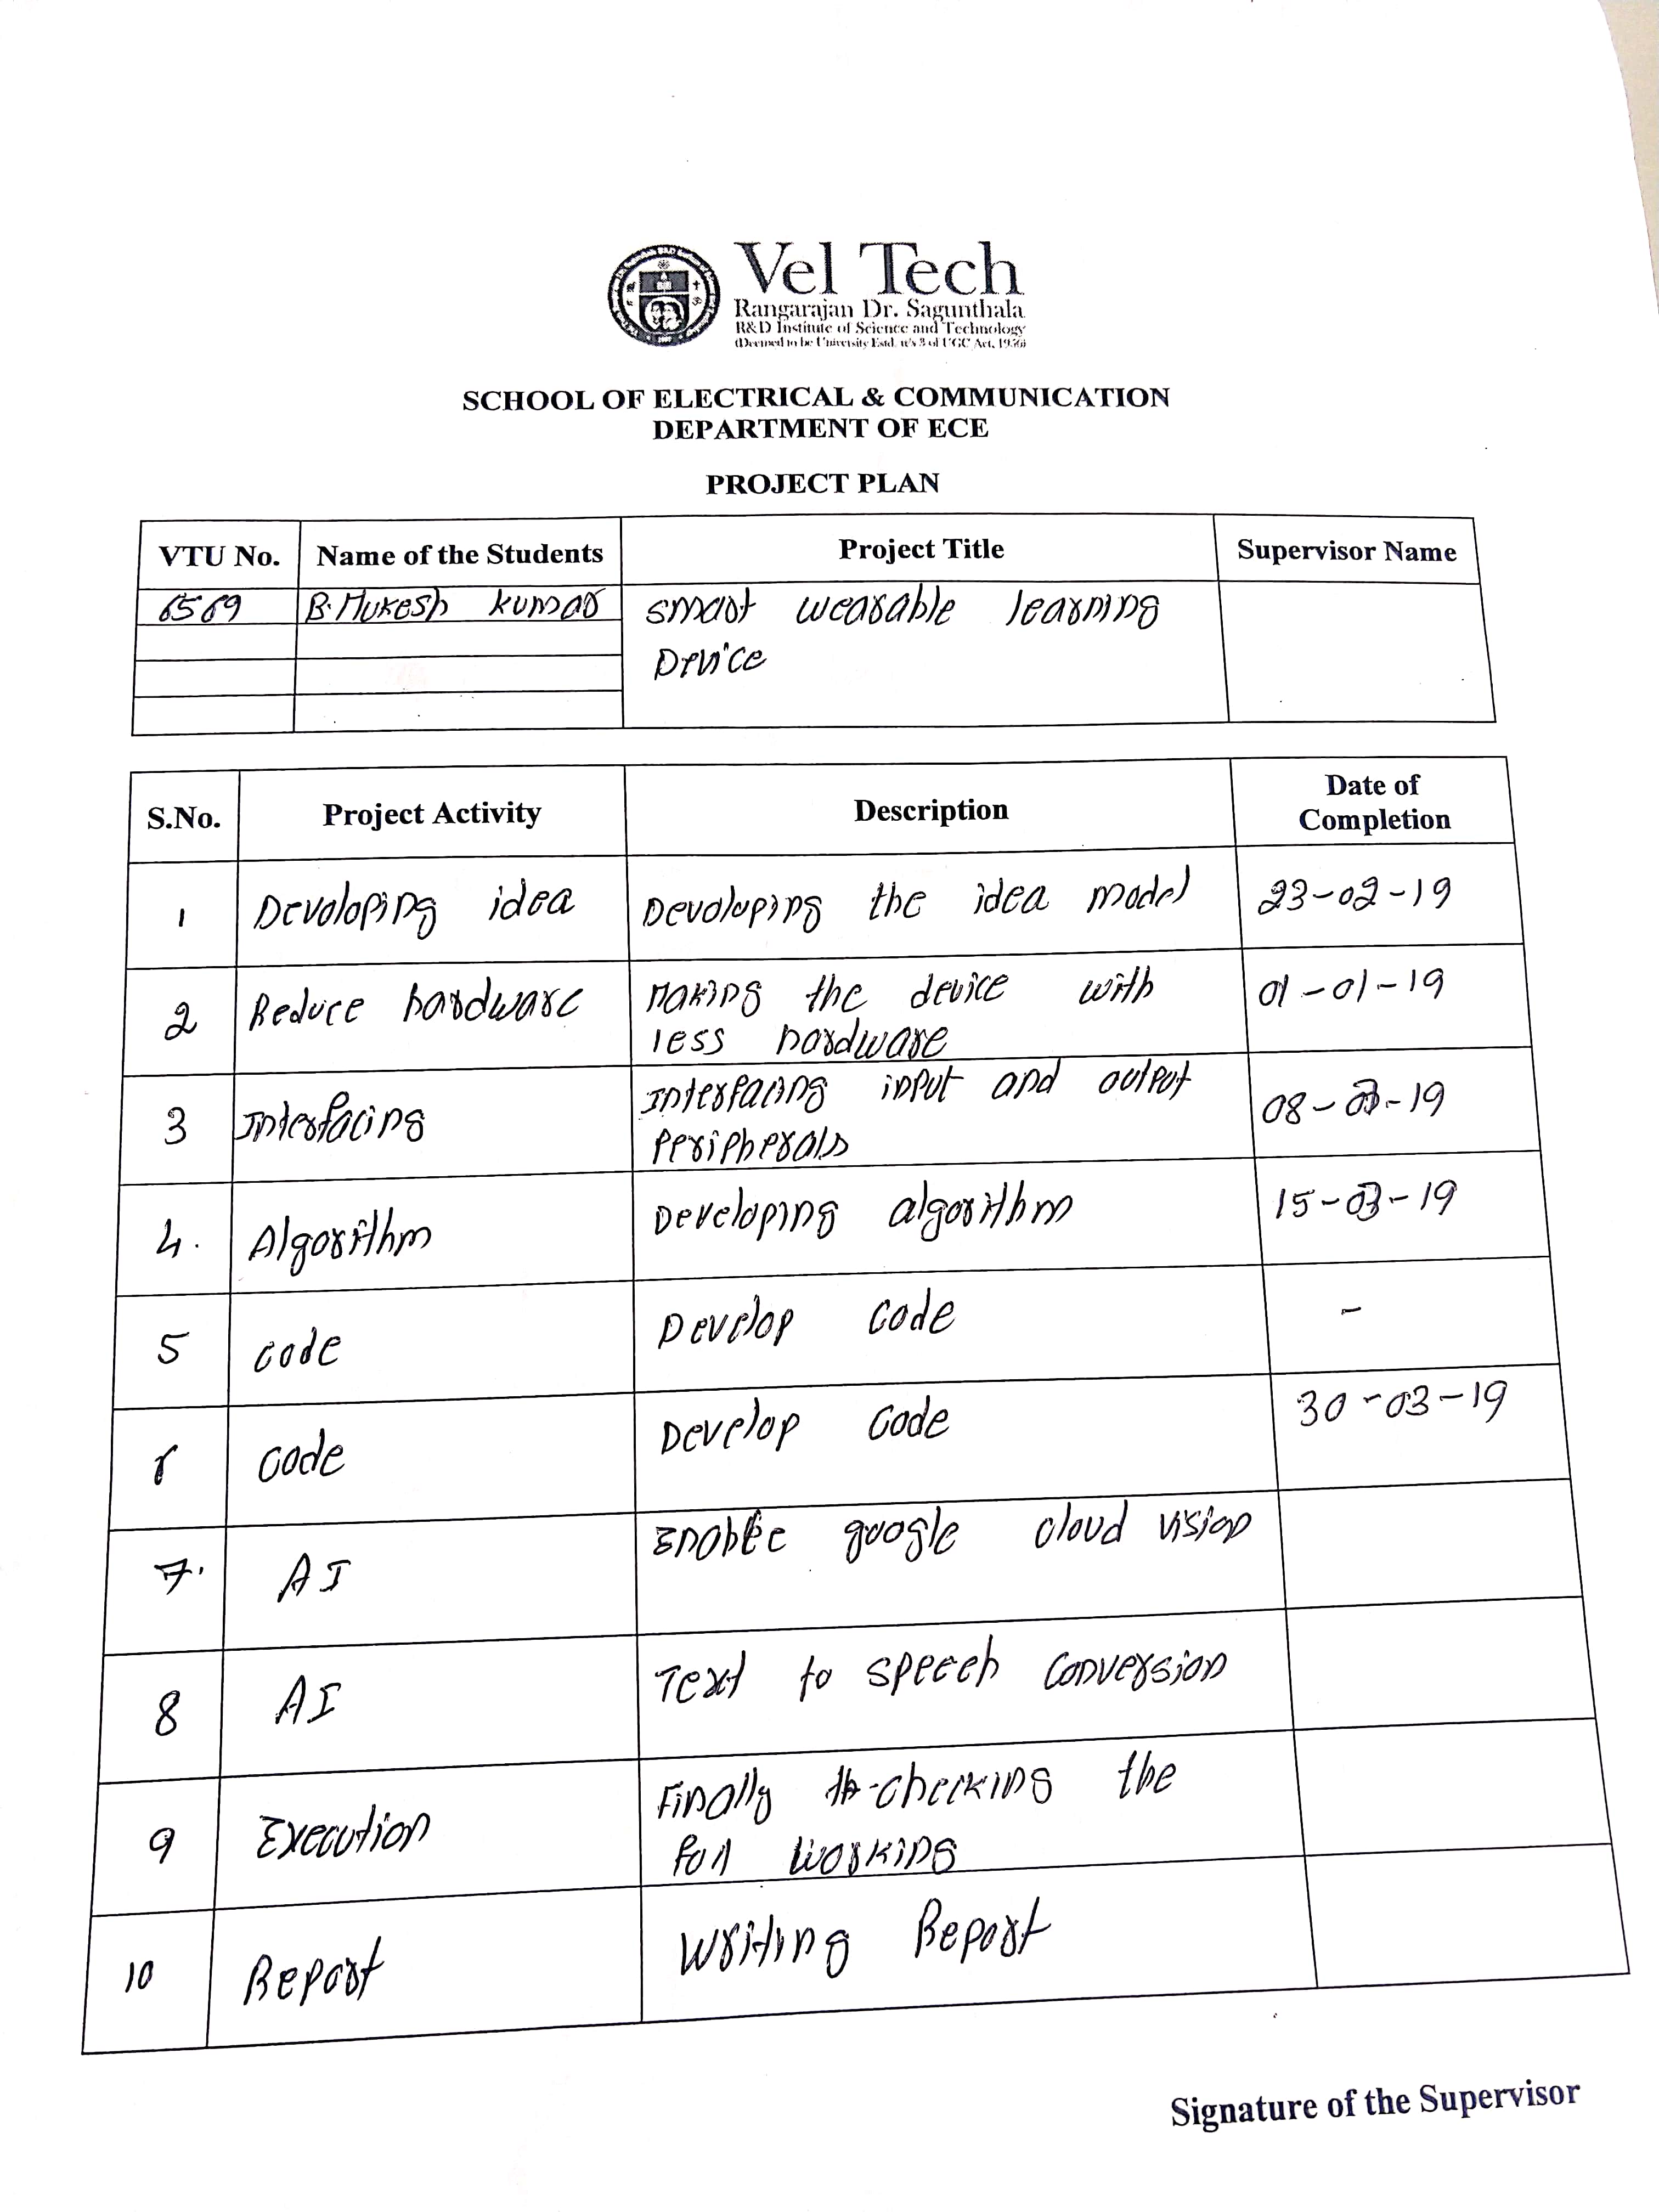 Vel Tech
Rangarajan Dr. Sagunthala
R&D Institute of Science and Technology
(Deemed to be University Estd. u/s 3 of UGC Act, 1956)
SCHOOL OF ELECTRICAL & COMMUNICATION
DEPARTMENT OF ECE
PROJECT PLAN
VTU No. Name of the Students Project Title Supervisor Name
6569 B.Mukesh kumar smart wearable learning
Device
S.No. Project Activity Description Date of
Completion
1 Devoloping idea Devoloping the idea model 23-02-19
2 Reduce hardware Making the device with 01-01-19
less hardware
3 Interfacing Interfacing input and output 08-03-19
Peripherals
4. Algorithm Developing algorithm 15-03-19
5 code Develop code -
6 code Develop code 30-03-19
7. AI Enable google cloud vision
8 AI Text to speech conversion
9 Execution Finally checking the
full working
10 Report Writing Report
Signature of the Supervisor